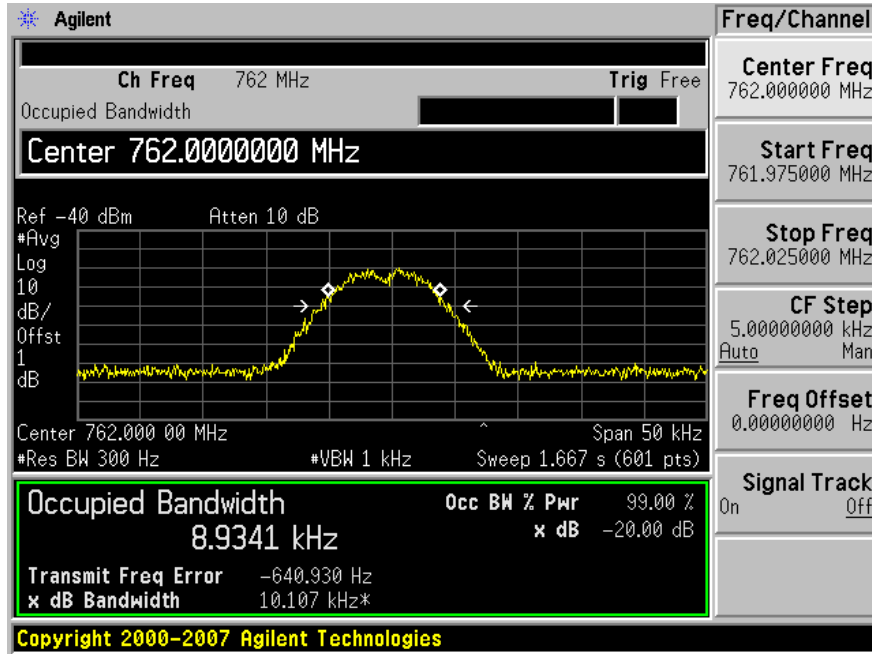 Agilent
Freq/Channel
Ch Freq 762 MHz Trig Free
Occupied Bandwidth
Center 762.0000000 MHz
Ref -40 dBm Atten 10 dB
#Avg
Log
10
dB/
Offst
1
dB
Center 762.000 00 MHz Span 50 kHz
#Res BW 300 Hz #VBW 1 kHz Sweep 1.667 s (601 pts)
Occupied Bandwidth
8.9341 kHz
Occ BW % Pwr 99.00 %
x dB -20.00 dB
Transmit Freq Error -640.930 Hz
x dB Bandwidth 10.107 kHz*
Center Freq
762.000000 MHz
Start Freq
761.975000 MHz
Stop Freq
762.025000 MHz
CF Step
5.00000000 kHz
Auto Man
Freq Offset
0.00000000 Hz
Signal Track
On Off
Copyright 2000-2007 Agilent Technologies